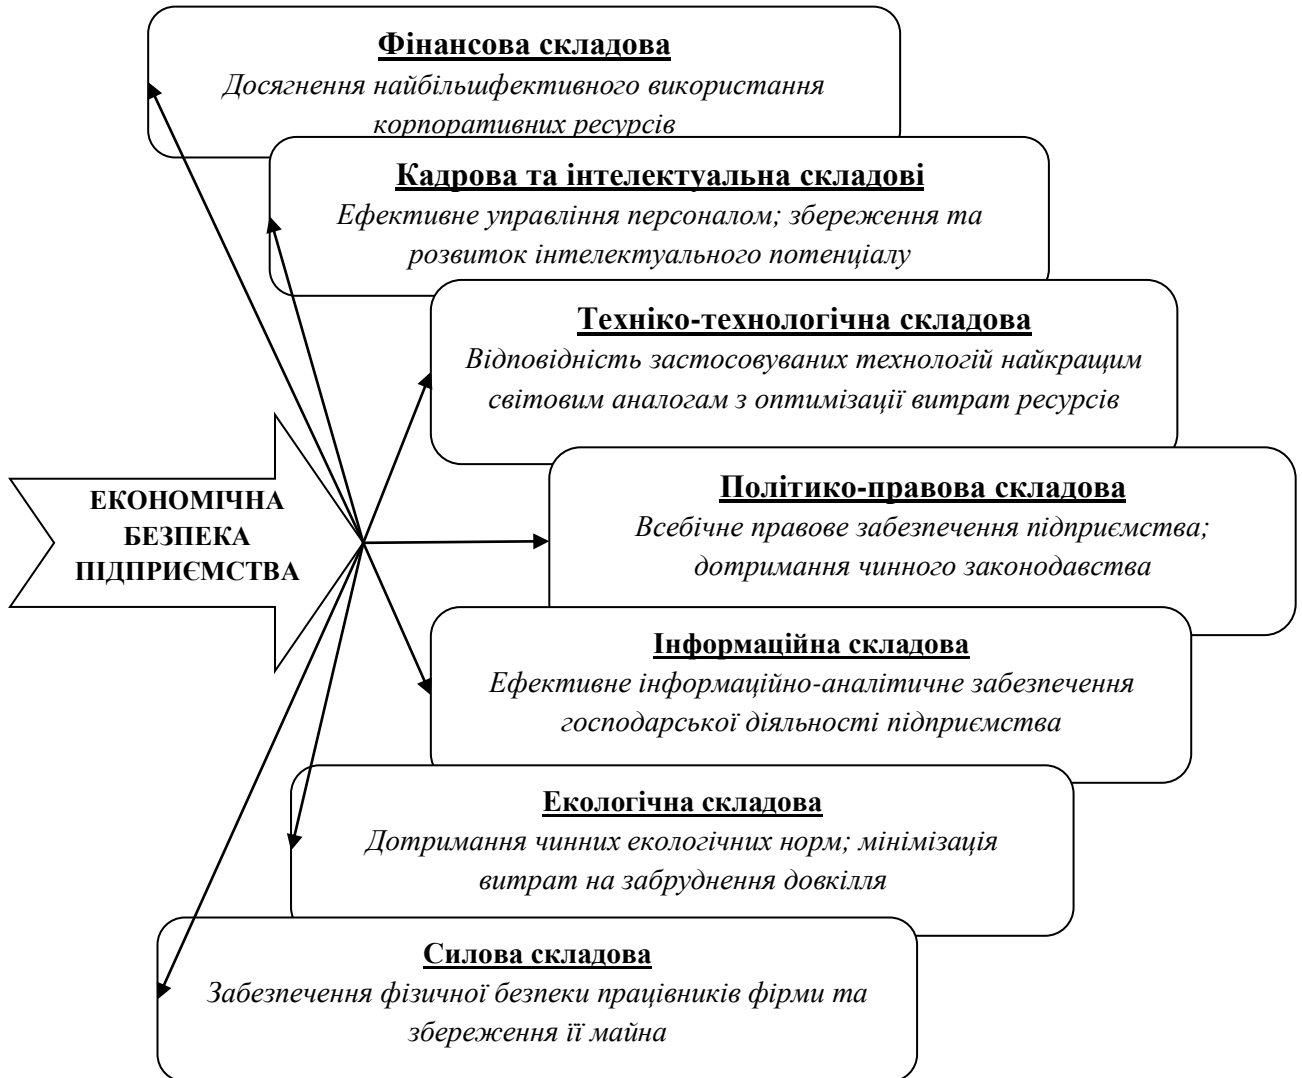 Фінансова складова
Досягнення найбільшфективного використання
корпоративних ресурсів
Кадрова та інтелектуальна складові
Ефективне управління персоналом; збереження та
розвиток інтелектуального потенціалу
Техніко-технологічна складова
Відповідність застосовуваних технологій найкращим
світовим аналогам з оптимізації витрат ресурсів
ЕКОНОМІЧНА
БЕЗПЕКА
ПІДПРИЄМСТВА
Політико-правова складова
Всебічне правове забезпечення підприємства;
дотримання чинного законодавства
Інформаційна складова
Ефективне інформаційно-аналітичне забезпечення
господарської діяльності підприємства
Екологічна складова
Дотримання чинних екологічних норм; мінімізація
витрат на забруднення довкілля
Силова складова
Забезпечення фізичної безпеки працівників фірми та
збереження її майна